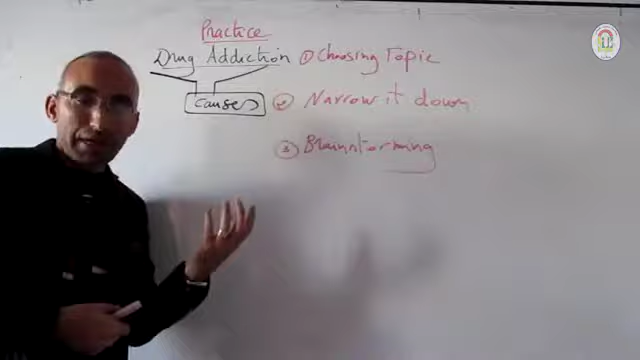 Practice
Drug Addiction ① Choosing Topic
Causes ② Narrow it down
③ Brainstorming